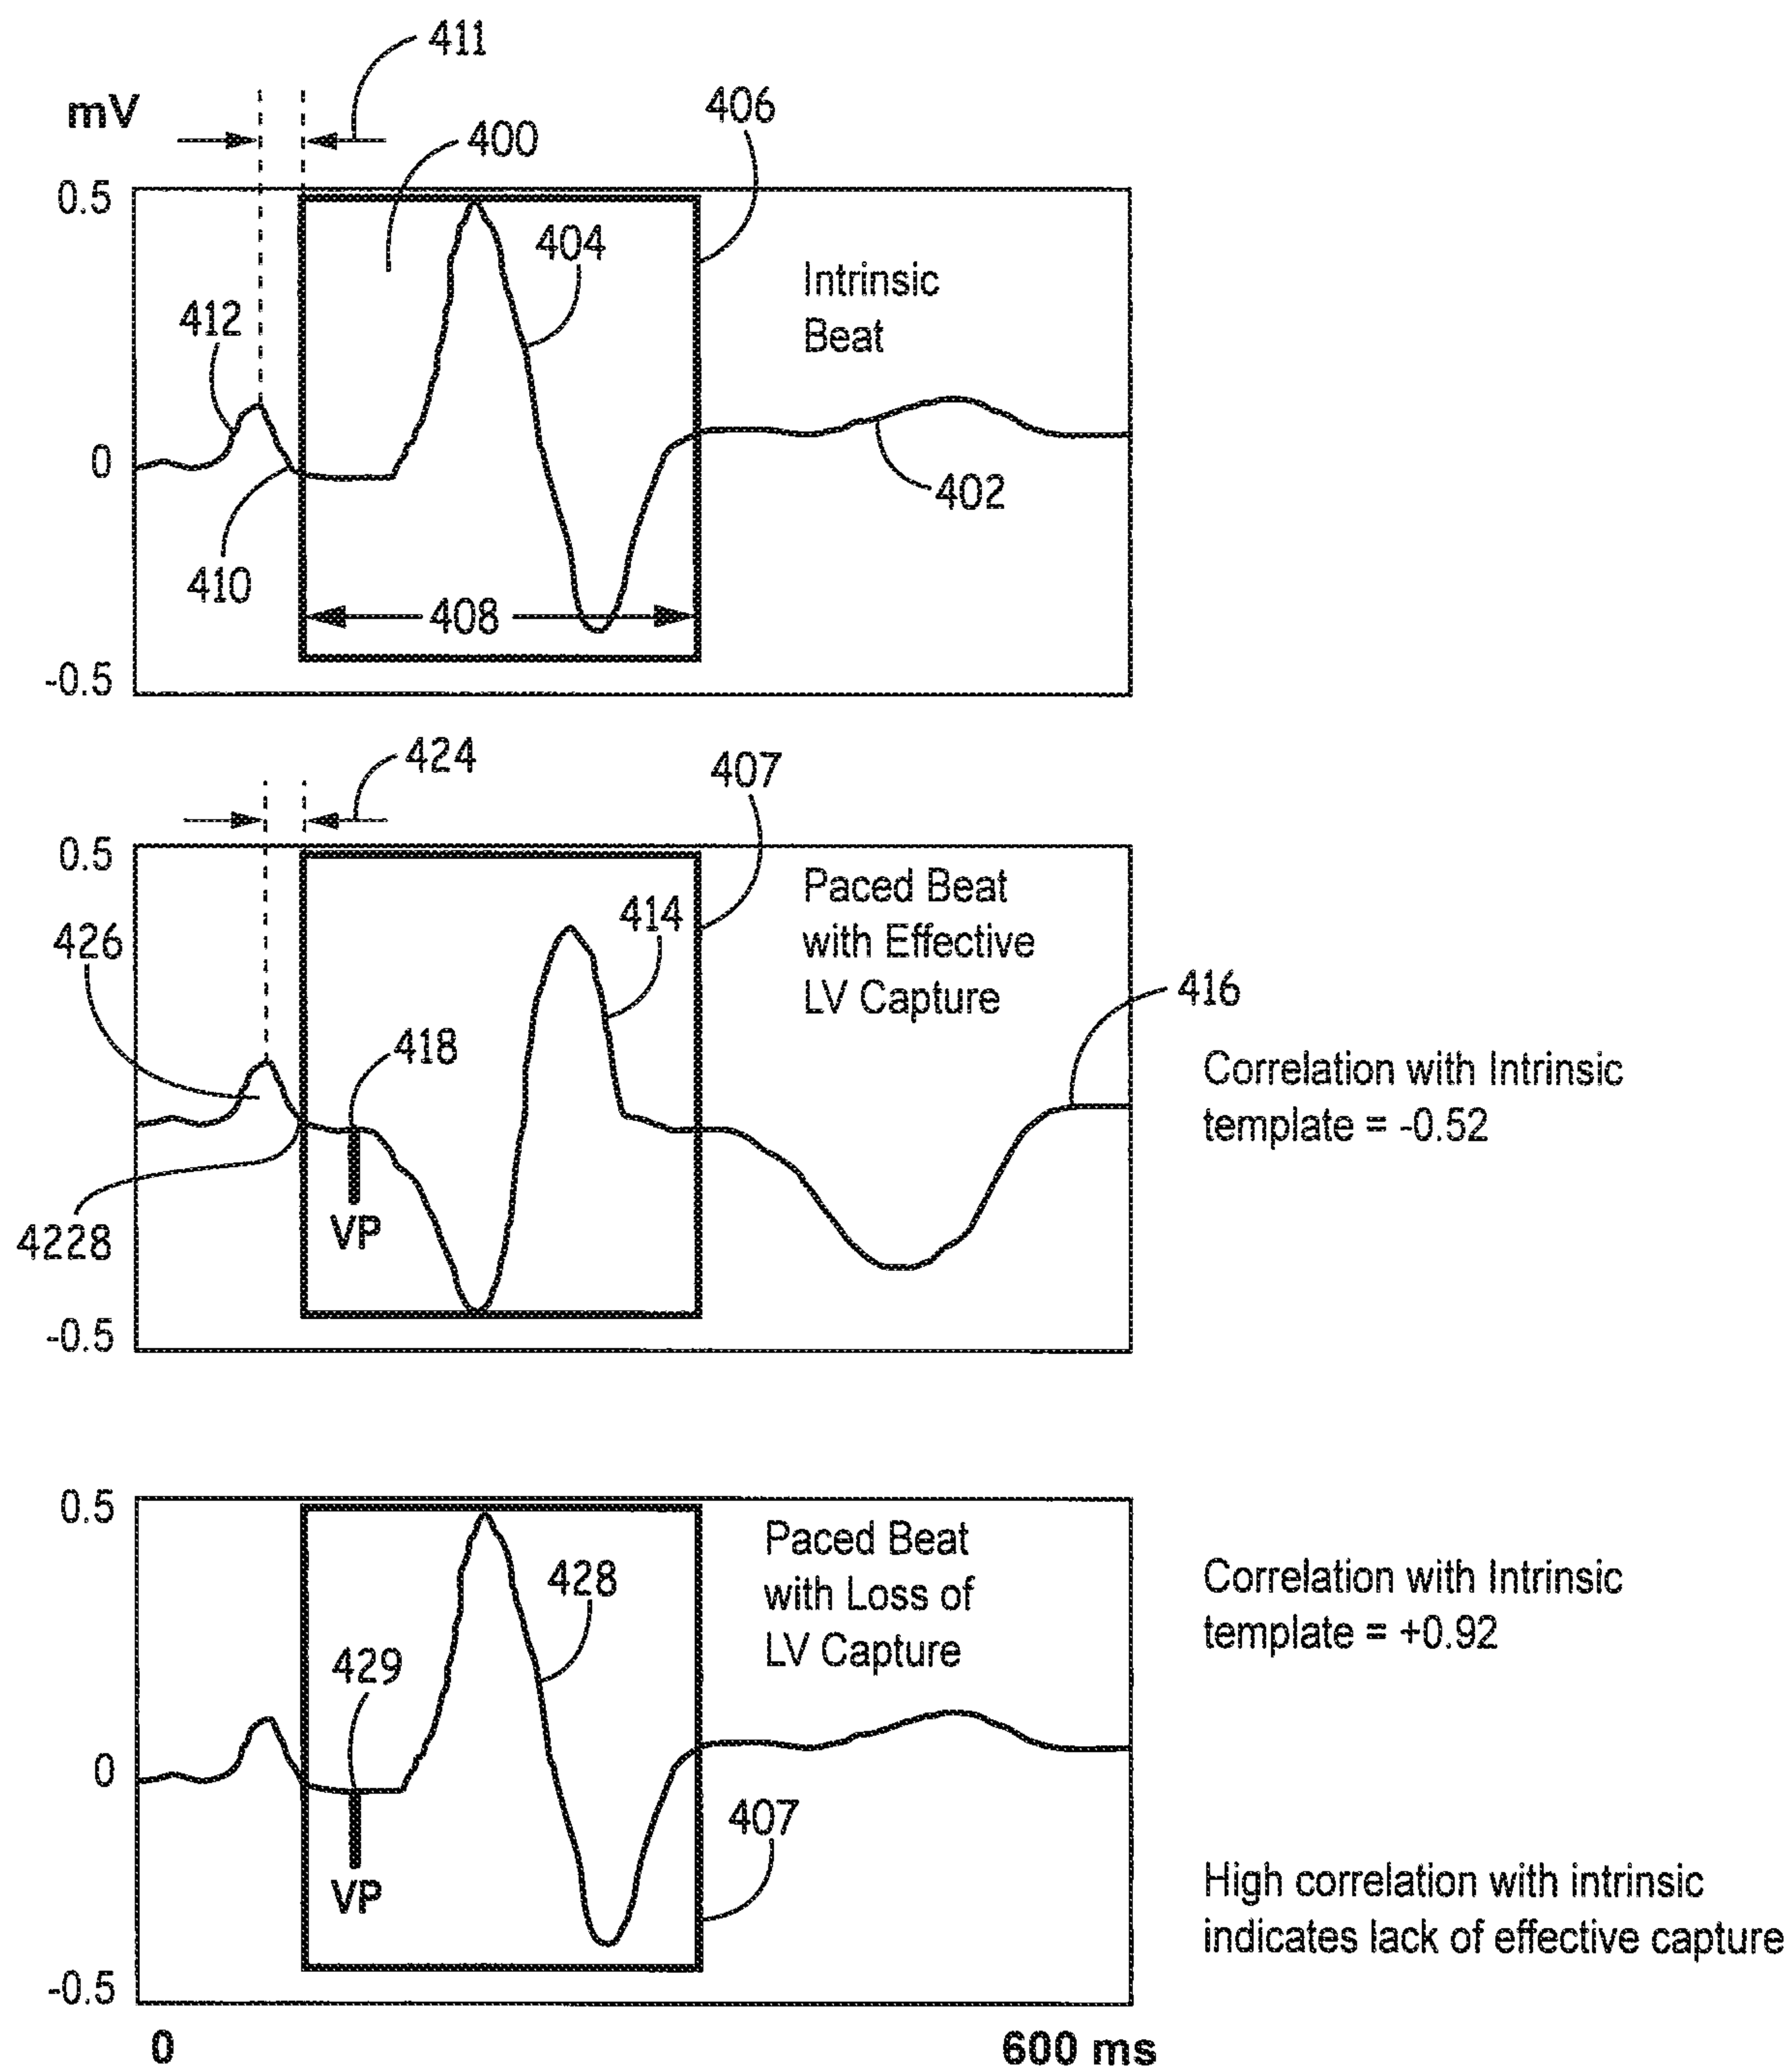 411
mV
406
400
0.5
404
Intrinsic
Beat
412
0
402
410
408
-0.5
424
407
0.5
Paced Beat
with Effective
LV Capture
414
426
416
418
Correlation with Intrinsic
template = -0.52
VP
4228
-0.5
0.5
Paced Beat
with Loss of
LV Capture
428
Correlation with Intrinsic
template = +0.92
429
0
407
VP
High correlation with intrinsic
indicates lack of effective capture
-0.5
0
600 ms